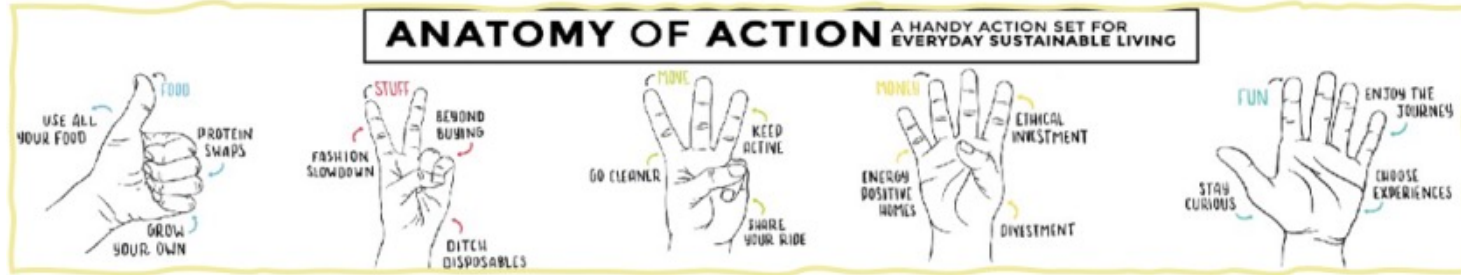 ANATOMY OF ACTION
A HANDY ACTION SET FOR
EVERYDAY SUSTAINABLE LIVING
FOOD
USE ALL
YOUR FOOD
PROTEIN
SWAPS
GROW
YOUR OWN
STUFF
BEYOND
BUYING
FASHION
SLOWDOWN
DITCH
DISPOSABLES
MOVE
KEEP
ACTIVE
GO CLEANER
SHARE
YOUR RIDE
MONEY
ETHICAL
INVESTMENT
ENERGY
POSITIVE
HOMES
DIVESTMENT
FUN
ENJOY THE
JOURNEY
STAY
CURIOUS
CHOOSE
EXPERIENCES